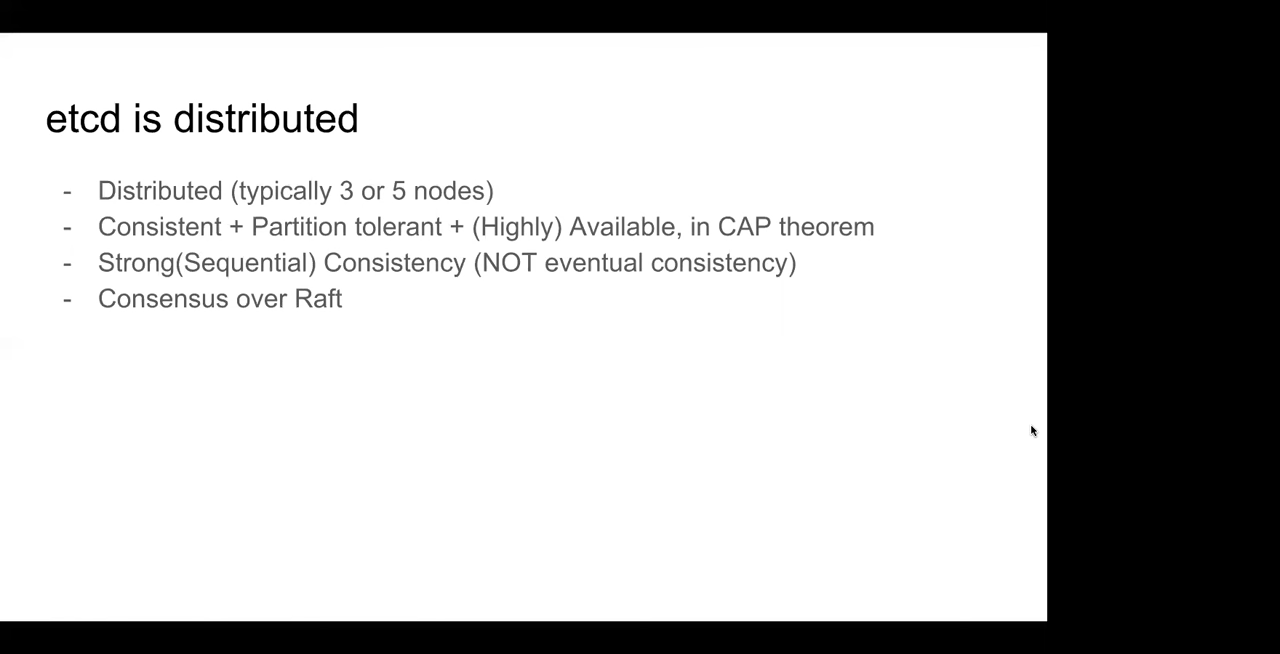 etcd is distributed
- Distributed (typically 3 or 5 nodes)
- Consistent + Partition tolerant + (Highly) Available, in CAP theorem
- Strong(Sequential) Consistency (NOT eventual consistency)
- Consensus over Raft